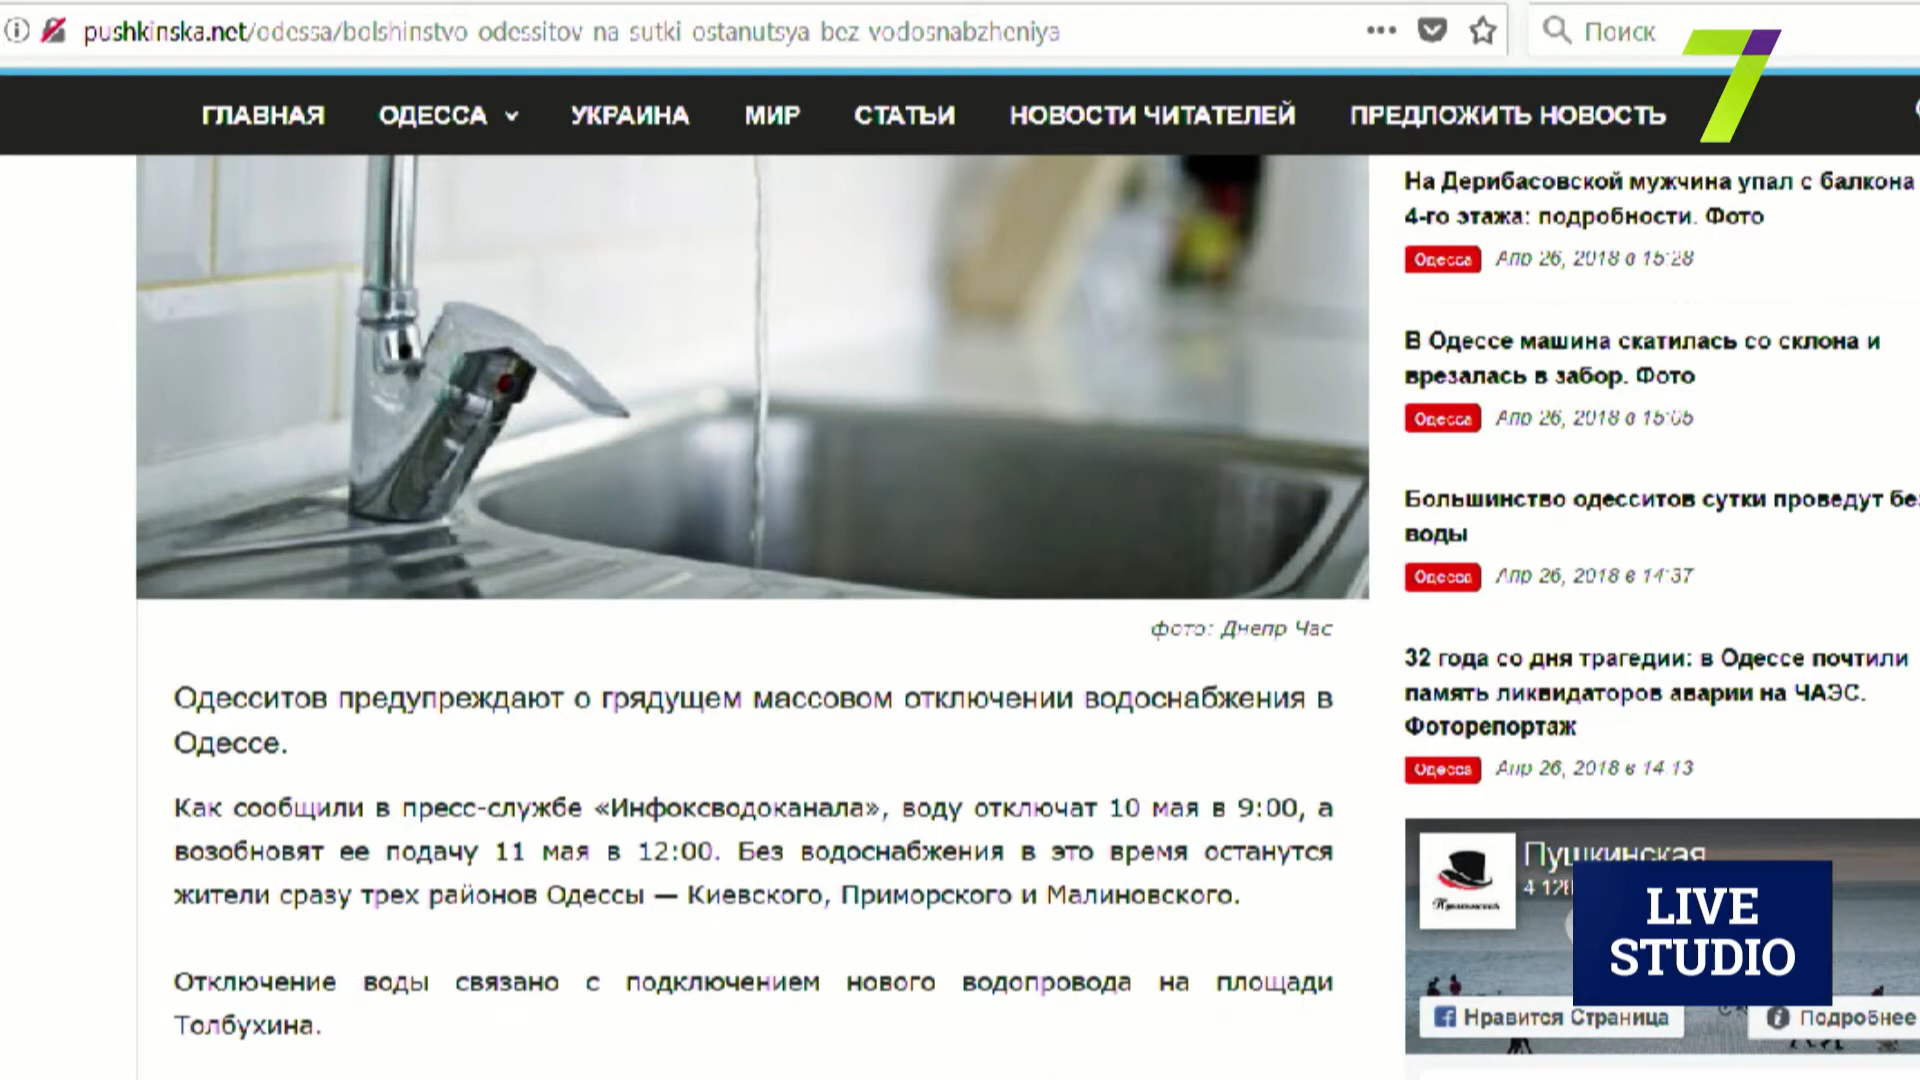 pushkinska.net/odessa/bolshinstvo odessitov na sutki ostanutsya bez vodosnabzheniya
Поиск
7
ГЛАВНАЯ ОДЕССА УКРАИНА МИР СТАТЬИ НОВОСТИ ЧИТАТЕЛЕЙ ПРЕДЛОЖИТЬ НОВОСТЬ
фото: Днепр Час
Одесситов предупреждают о грядущем массовом отключении водоснабжения в
Одессе.
Как сообщили в пресс-службе «Инфоксводоканала», воду отключат 10 мая в 9:00, а
возобновят ее подачу 11 мая в 12:00. Без водоснабжения в это время останутся
жители сразу трех районов Одессы — Киевского, Приморского и Малиновского.
Отключение воды связано с подключением нового водопровода на площади
Толбухина.
На Дерибасовской мужчина упал с балкона
4-го этажа: подробности. Фото
Одесса Апр 26, 2018 в 15:28
В Одессе машина скатилась со склона и
врезалась в забор. Фото
Одесса Апр 26, 2018 в 15:05
Большинство одесситов сутки проведут без
воды
Одесса Апр 26, 2018 в 14:37
32 года со дня трагедии: в Одессе почтили
память ликвидаторов аварии на ЧАЭС.
Фоторепортаж
Одесса Апр 26, 2018 в 14:13
Пушкинская
Пушкинская
LIVE
STUDIO
Нравится Страница
Подробнее